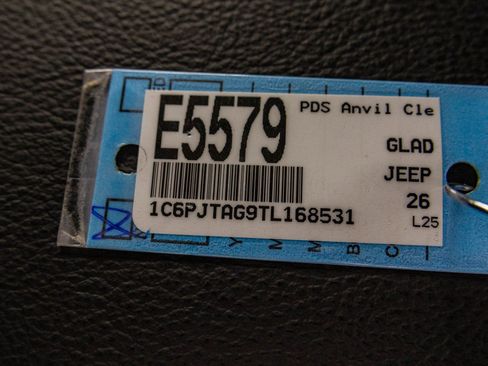 E5579
PDS Anvil Cle
GLAD
JEEP
1C6PJTAG9TL168531
26
L25
Y
M
M
B
C